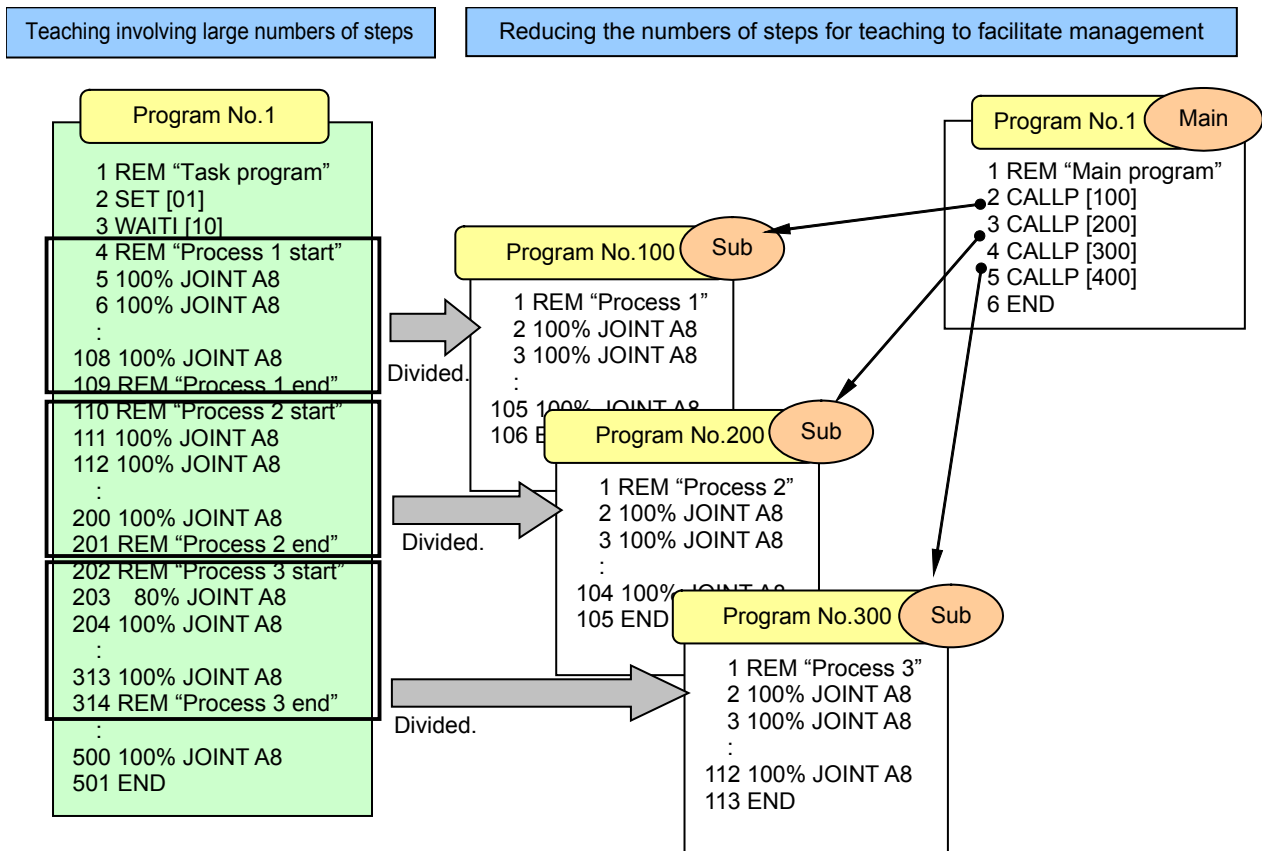 Teaching involving large numbers of steps
Reducing the numbers of steps for teaching to facilitate management
Program No.1
1 REM “Task program”
2 SET [01]
3 WAITI [10]
4 REM “Process 1 start”
5 100% JOINT A8
6 100% JOINT A8
:
108 100% JOINT A8
109 REM “Process 1 end”
110 REM “Process 2 start”
111 100% JOINT A8
112 100% JOINT A8
:
200 100% JOINT A8
201 REM “Process 2 end”
202 REM “Process 3 start”
203 80% JOINT A8
204 100% JOINT A8
:
313 100% JOINT A8
314 REM “Process 3 end”
:
500 100% JOINT A8
501 END
Divided.
Divided.
Divided.
Program No.100
Sub
1 REM “Process 1”
2 100% JOINT A8
3 100% JOINT A8
:
105 100% JOINT A8
106 E
Program No.200
Sub
1 REM “Process 2”
2 100% JOINT A8
3 100% JOINT A8
:
104 100%
105 END
Program No.300
Sub
1 REM “Process 3”
2 100% JOINT A8
3 100% JOINT A8
:
112 100% JOINT A8
113 END
Program No.1
Main
1 REM “Main program”
2 CALLP [100]
3 CALLP [200]
4 CALLP [300]
5 CALLP [400]
6 END